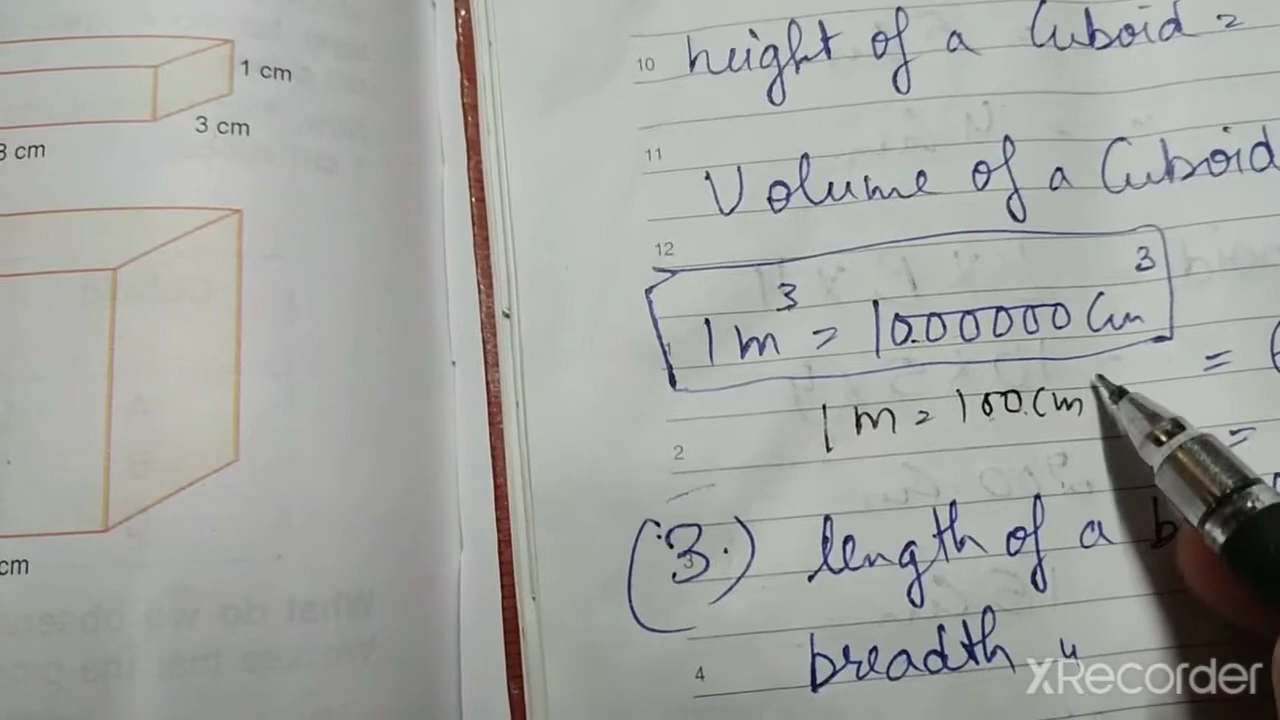 1 cm
3 cm
3 cm
cm
10 height of a Cuboid =
11 Volume of a Cuboid
12
1 m³ = 1000000 Cm³
=
1 m = 100 cm
2 =
(3.) length of a b
4 breadth "
XRecorder